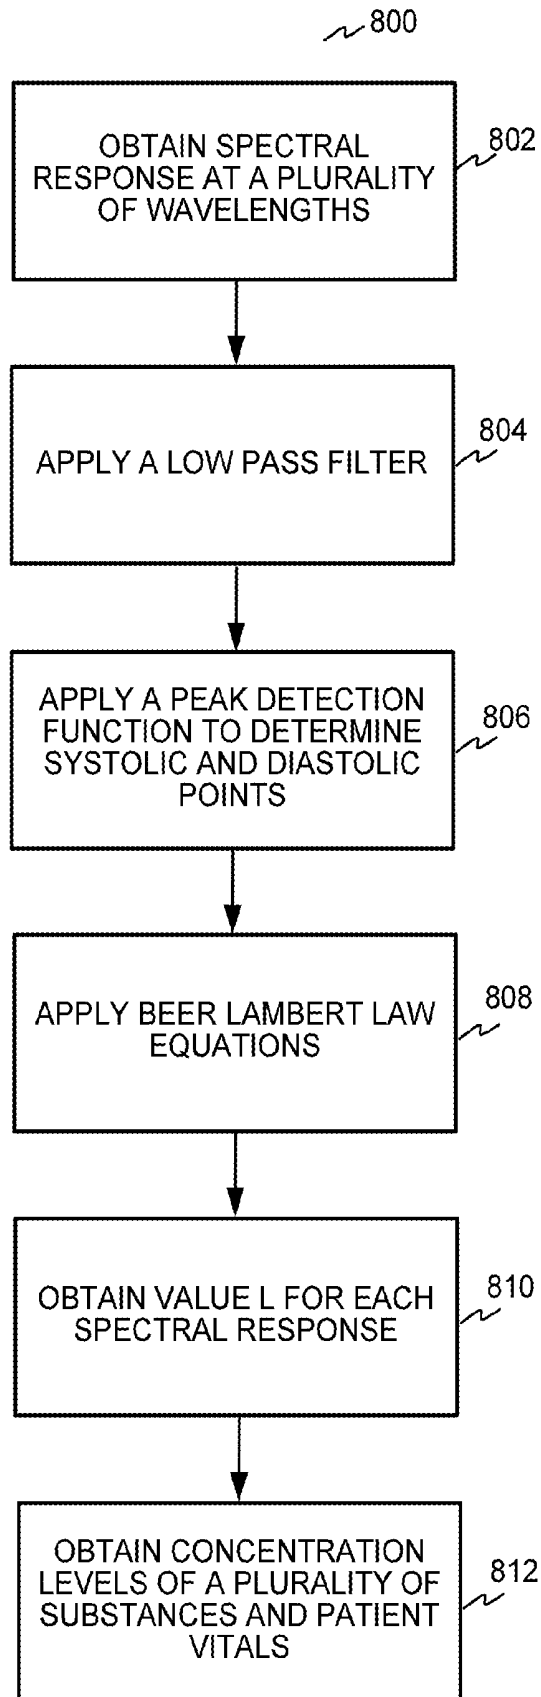 800
OBTAIN SPECTRAL
RESPONSE AT A PLURALITY
OF WAVELENGTHS
802
APPLY A LOW PASS FILTER
804
APPLY A PEAK DETECTION
FUNCTION TO DETERMINE
SYSTOLIC AND DIASTOLIC
POINTS
806
APPLY BEER LAMBERT LAW
EQUATIONS
808
OBTAIN VALUE L FOR EACH
SPECTRAL RESPONSE
810
OBTAIN CONCENTRATION
LEVELS OF A PLURALITY OF
SUBSTANCES AND PATIENT
VITALS
812